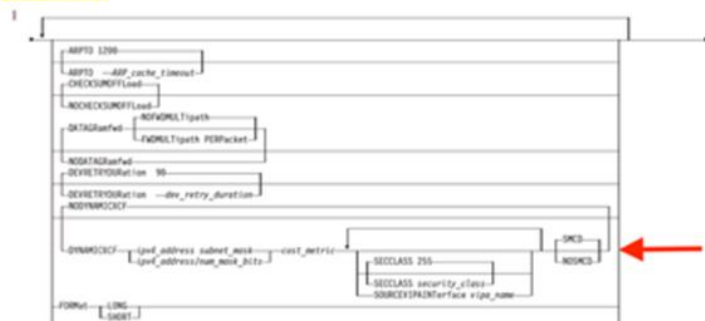 ARPTO 1200
ARPTO ARP_cache_timeout
CHECKSUMOFFLoad
NOCHECKSUMOFFLoad
NOFWDMULTipath
DATAGRamfwd
FWDMULTipath PERPacket
NODATAGRamfwd
DEVRETRYDURation 90
DEVRETRYDURation dev_retry_duration
NODYNAMICXCF
DYNAMICXCF ipv4_address subnet_mask cost_metric SMCD
ipv4_address/num_mask_bits NOSMCD
SECCLASS 255
SECCLASS security_class
SOURCEVIPAINTerface vipa_name
FORMat LONG
SHORT